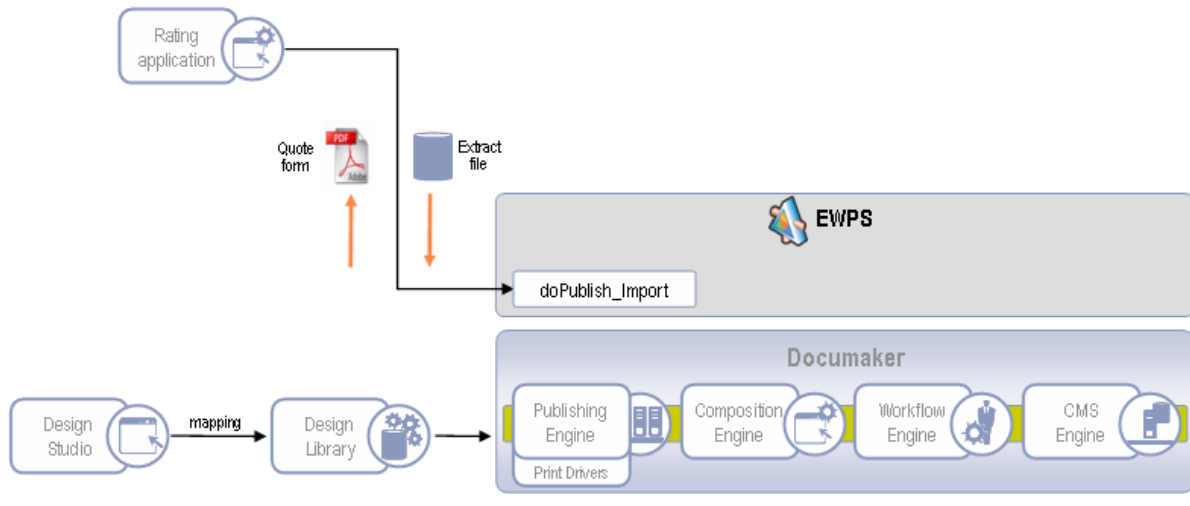 Rating
application
PDF
Adobe
Quote
form
Extract
file
EWPS
doPublish_Import
Documaker
Design
Studio
mapping
Design
Library
Publishing
Engine
Print Drivers
Composition
Engine
Workflow
Engine
CMS
Engine